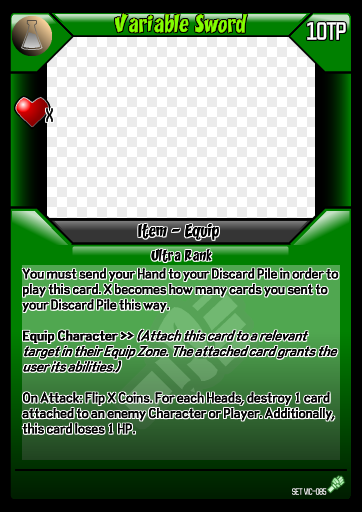 Variable Sword
10TP
X
Item - Equip
Ultra Rank
You must send your Hand to your Discard Pile in order to
play this card. X becomes how many cards you sent to
your Discard Pile this way.
Equip Character >> (Attach this card to a relevant
target in their Equip Zone. The attached card grants the
user its abilities.)
On Attack: Flip X Coins. For each Heads, destroy 1 card
attached to an enemy Character or Player. Additionally,
this card loses 1 HP.
SET VIC-085